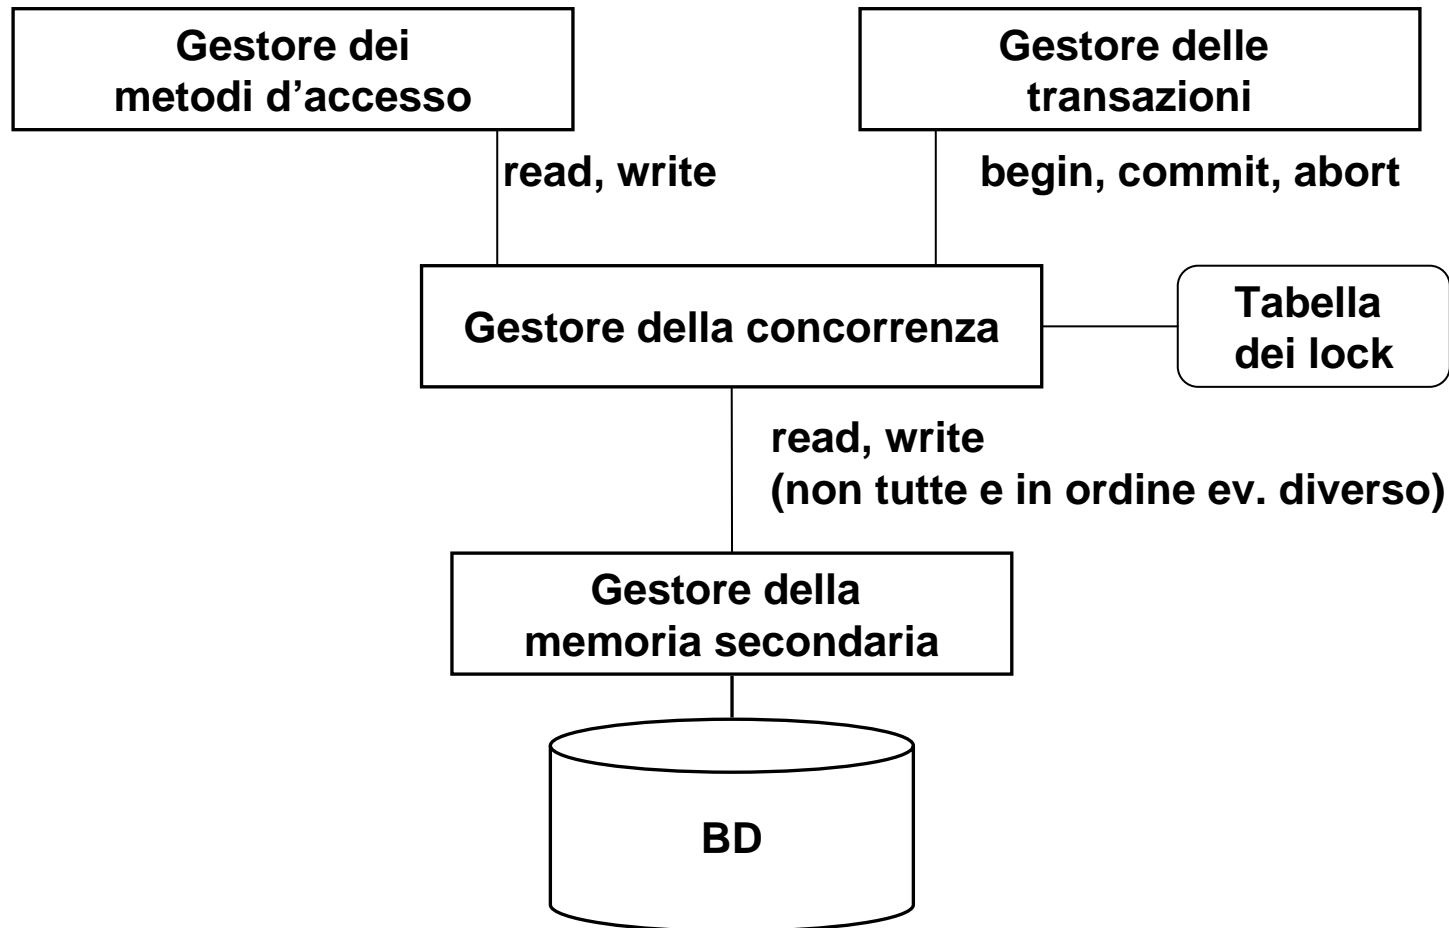 Gestore dei
metodi d’accesso
Gestore delle
transazioni
read, write
begin, commit, abort
Gestore della concorrenza
Tabella
dei lock
read, write
(non tutte e in ordine ev. diverso)
Gestore della
memoria secondaria
BD